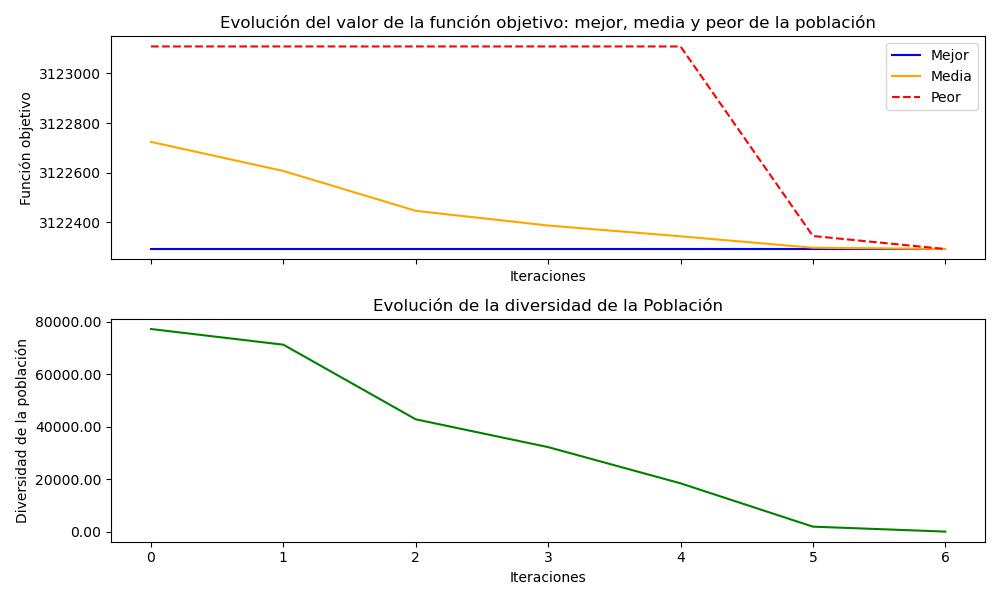 Evolución del valor de la función objetivo: mejor, media y peor de la población
Función objetivo
3123000
3122800
3122600
3122400
Mejor
Media
Peor
Iteraciones
Evolución de la diversidad de la Población
Diversidad de la población
80000.00
60000.00
40000.00
20000.00
0.00
0 1 2 3 4 5 6
Iteraciones